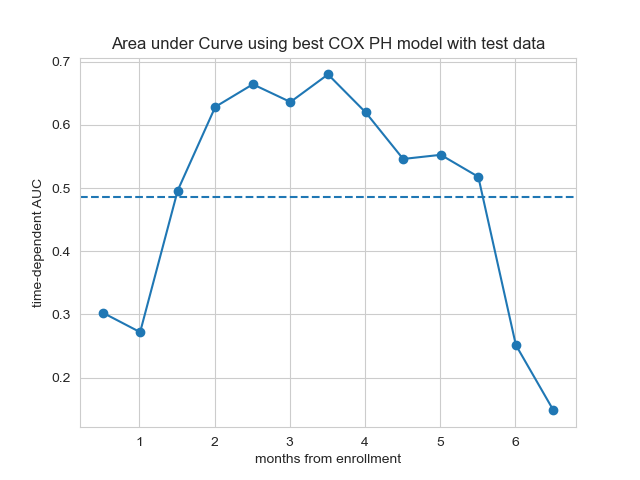 Area under Curve using best COX PH model with test data
time-dependent AUC
0.7
0.6
0.5
0.4
0.3
0.2
1 2 3 4 5 6
months from enrollment